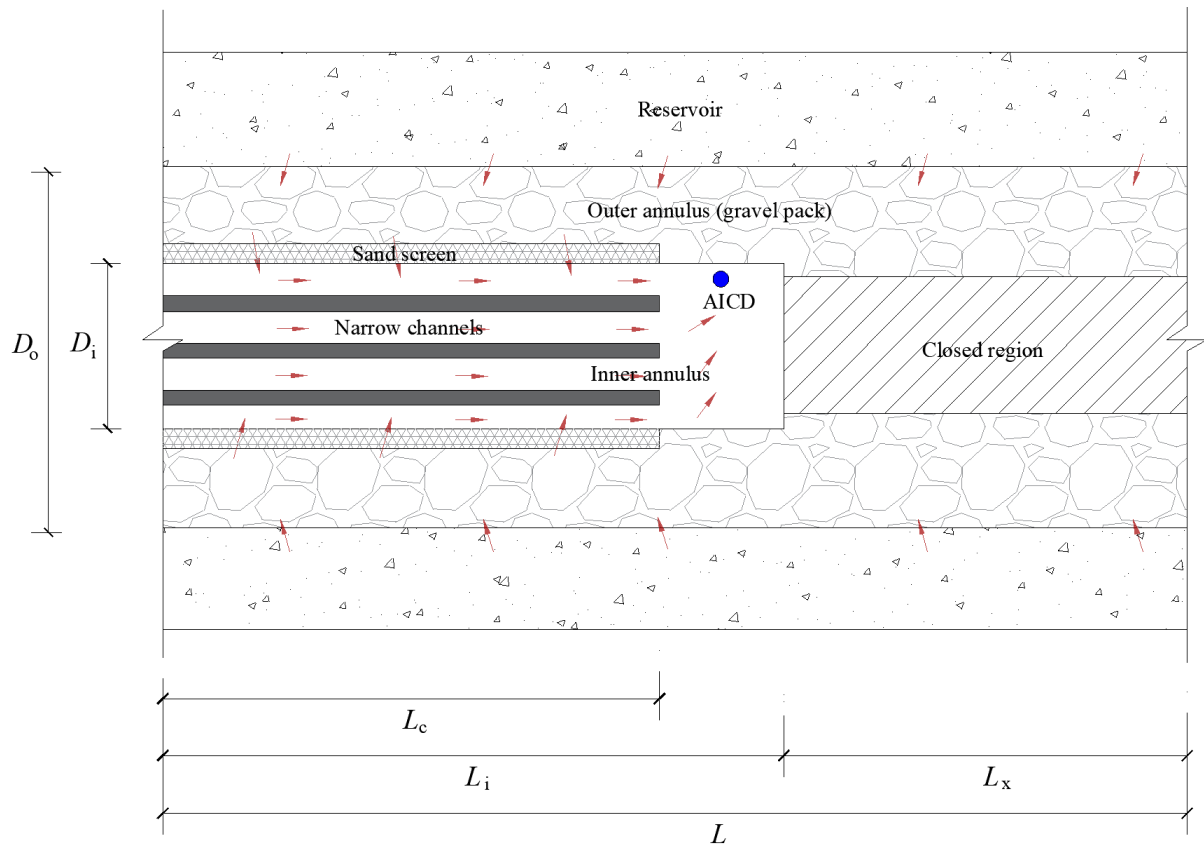 Reservoir
Outer annulus (gravel pack)
Sand screen
AICD
Narrow channels
Closed region
Inner annulus
Do
Di
Lc
Li
Lx
L